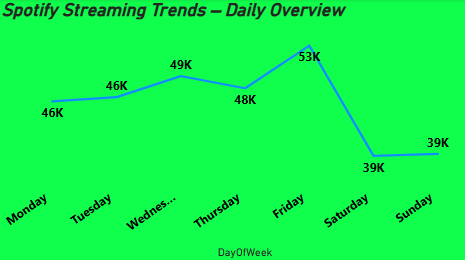 Spotify Streaming Trends – Daily Overview
46K
46K
49K
48K
53K
39K
39K
Monday
Tuesday
Wednes...
Thursday
Friday
Saturday
Sunday
DayOfWeek